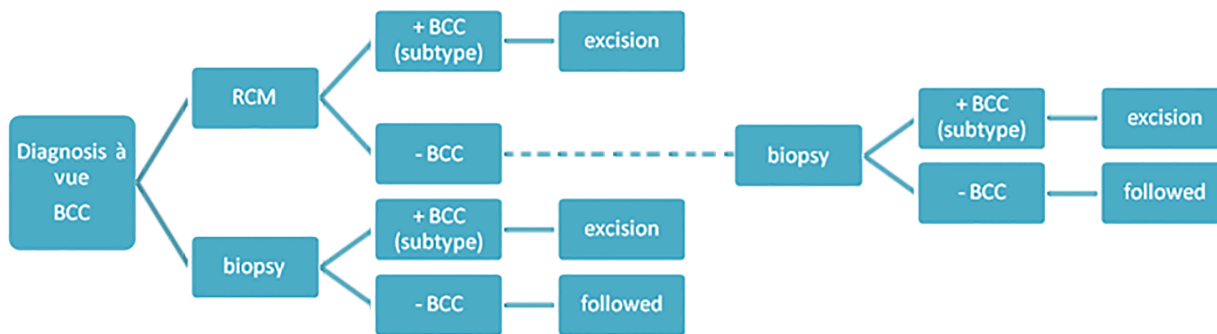 Diagnosis à
vue
BCC
RCM
+ BCC
(subtype)
excision
- BCC
biopsy
+ BCC
(subtype)
excision
- BCC
followed
biopsy
+ BCC
(subtype)
excision
- BCC
followed